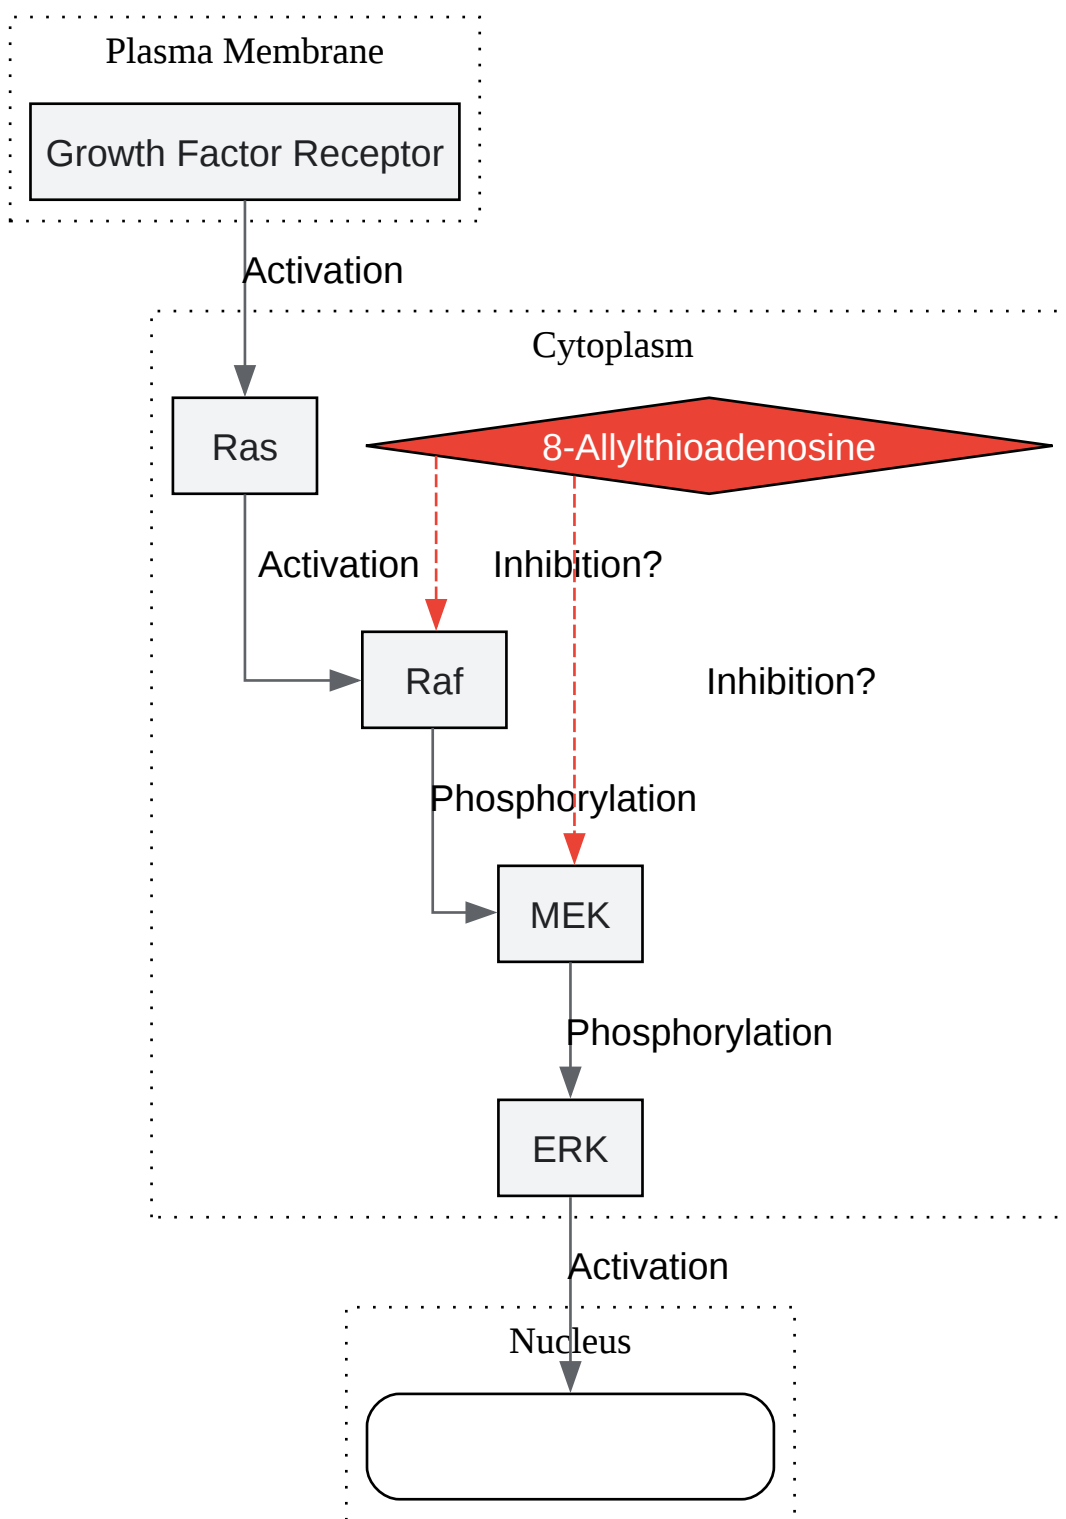 Plasma Membrane
Growth Factor Receptor
Activation
Cytoplasm
Ras
8-Allylthioadenosine
Activation
Inhibition?
Raf
Inhibition?
Phosphorylation
MEK
Phosphorylation
ERK
Activation
Nucleus